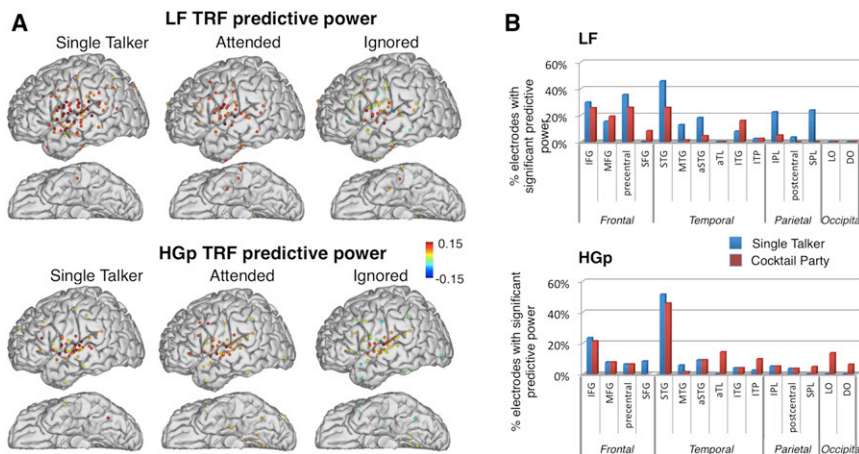 A
LF TRF predictive power
Single Talker
Attended
Ignored
HGp TRF predictive power
0.15
-0.15
Single Talker
Attended
Ignored
B
LF
% electrodes with
significant predictive
power
60%
40%
20%
0%
IFG
MFG
precentral
SFG
STG
MTG
aSTG
aTL
ITG
ITP
IPL
postcentral
SPL
LO
DO
Frontal
Temporal
Parietal
Occipita
Single Talker
Cocktail Party
HGp
% electrodes with significant
predictive power
60%
40%
20%
0%
IFG
MFG
precentral
SFG
STG
MTG
aSTG
aTL
ITG
ITP
IPL
postcentral
SPL
LO
DO
Frontal
Temporal
Parietal
Occipita